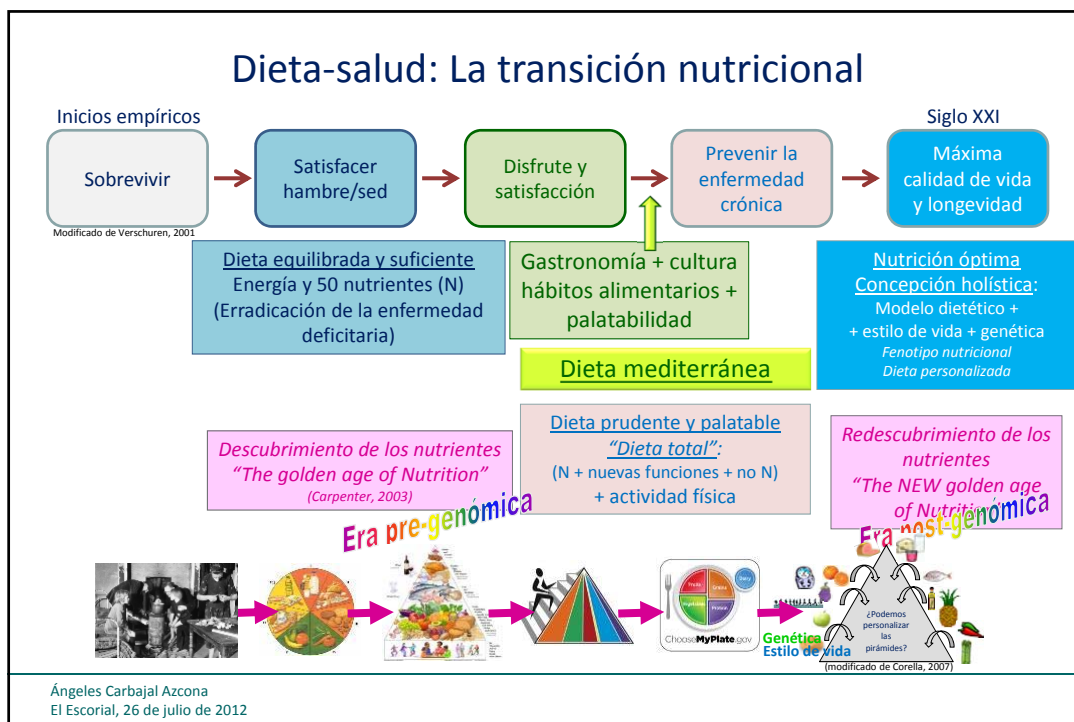 Dieta-salud: La transición nutricional
Inicios empíricos
Siglo XXI
Sobrevivir
Satisfacer
hambre/sed
Disfrute y
satisfacción
Prevenir la
enfermedad
crónica
Máxima
calidad de vida
y longevidad
Modificado de Verschuren, 2001
Dieta equilibrada y suficiente
Energía y 50 nutrientes (N)
(Erradicación de la enfermedad
deficitaria)
Gastronomía + cultura
hábitos alimentarios +
palatabilidad
Nutrición óptima
Concepción holística:
Modelo dietético +
+ estilo de vida + genética
Fenotipo nutricional
Dieta personalizada
Dieta mediterránea
Descubrimiento de los nutrientes
“The golden age of Nutrition”
(Carpenter, 2003)
Dieta prudente y palatable
“Dieta total”:
(N + nuevas funciones + no N)
+ actividad física
Redescubrimiento de los
nutrientes
“The NEW golden age
of Nutrition”
Era pre-genómica
Era post-genómica
Fruits
Grains
Vegetables
Protein
Dairy
ChooseMyPlate.gov
Genética
Estilo de vida
¿Podemos
personalizar
las
pirámides?
(modificado de Corella, 2007)
Ángeles Carbajal Azcona
El Escorial, 26 de julio de 2012